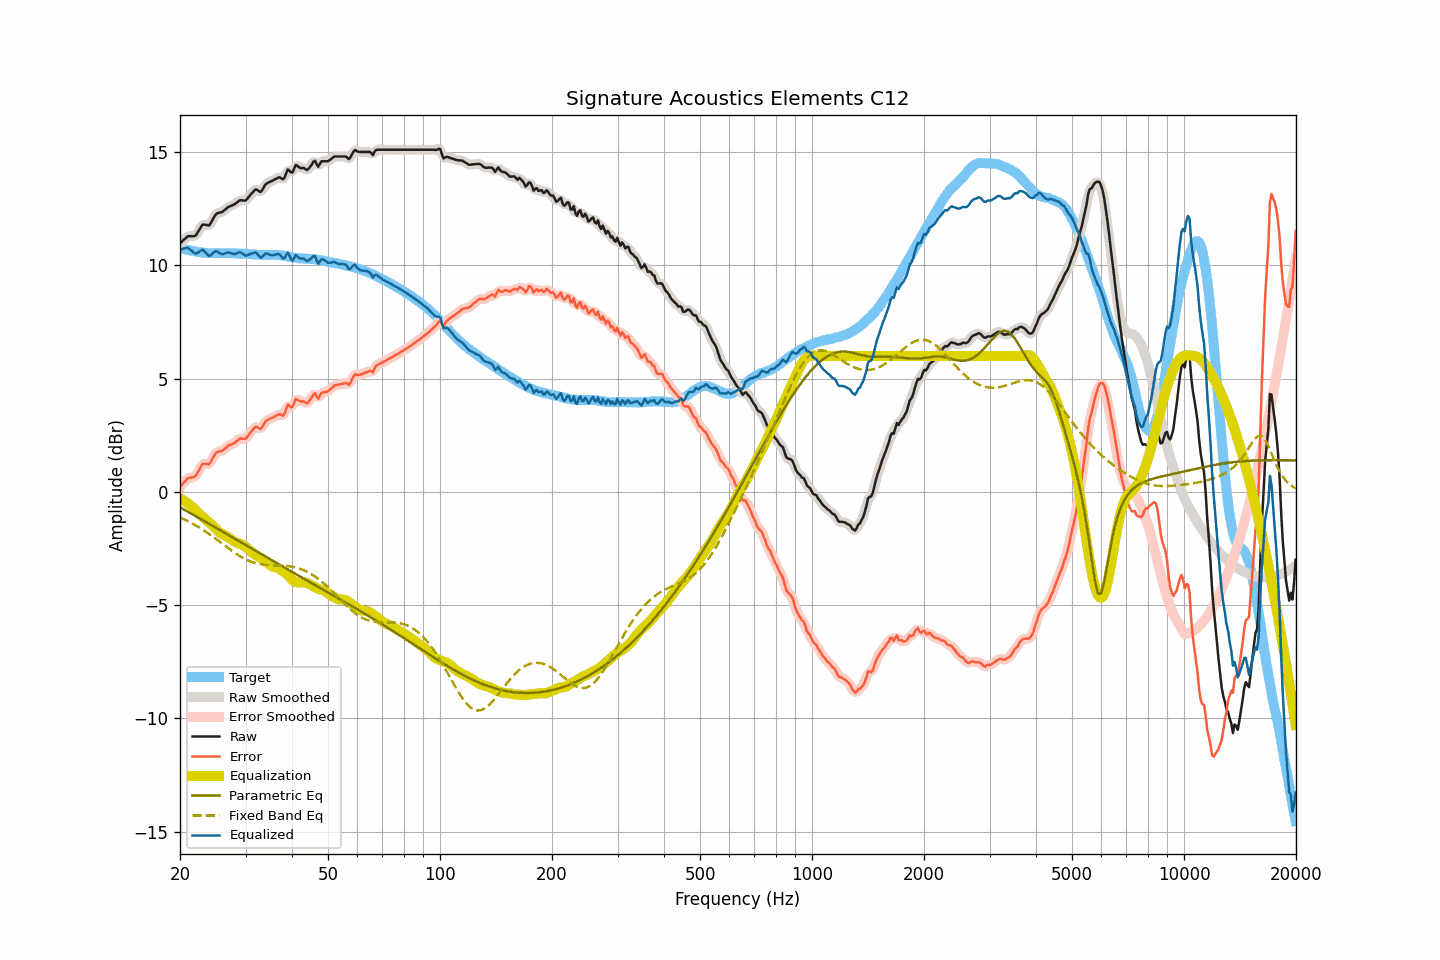 Signature Acoustics Elements C12
Amplitude (dBr)
15
10
5
0
−5
−10
−15
Target
Raw Smoothed
Error Smoothed
Raw
Error
Equalization
Parametric Eq
Fixed Band Eq
Equalized
20 50 100 200 500 1000 2000 5000 10000 20000
Frequency (Hz)